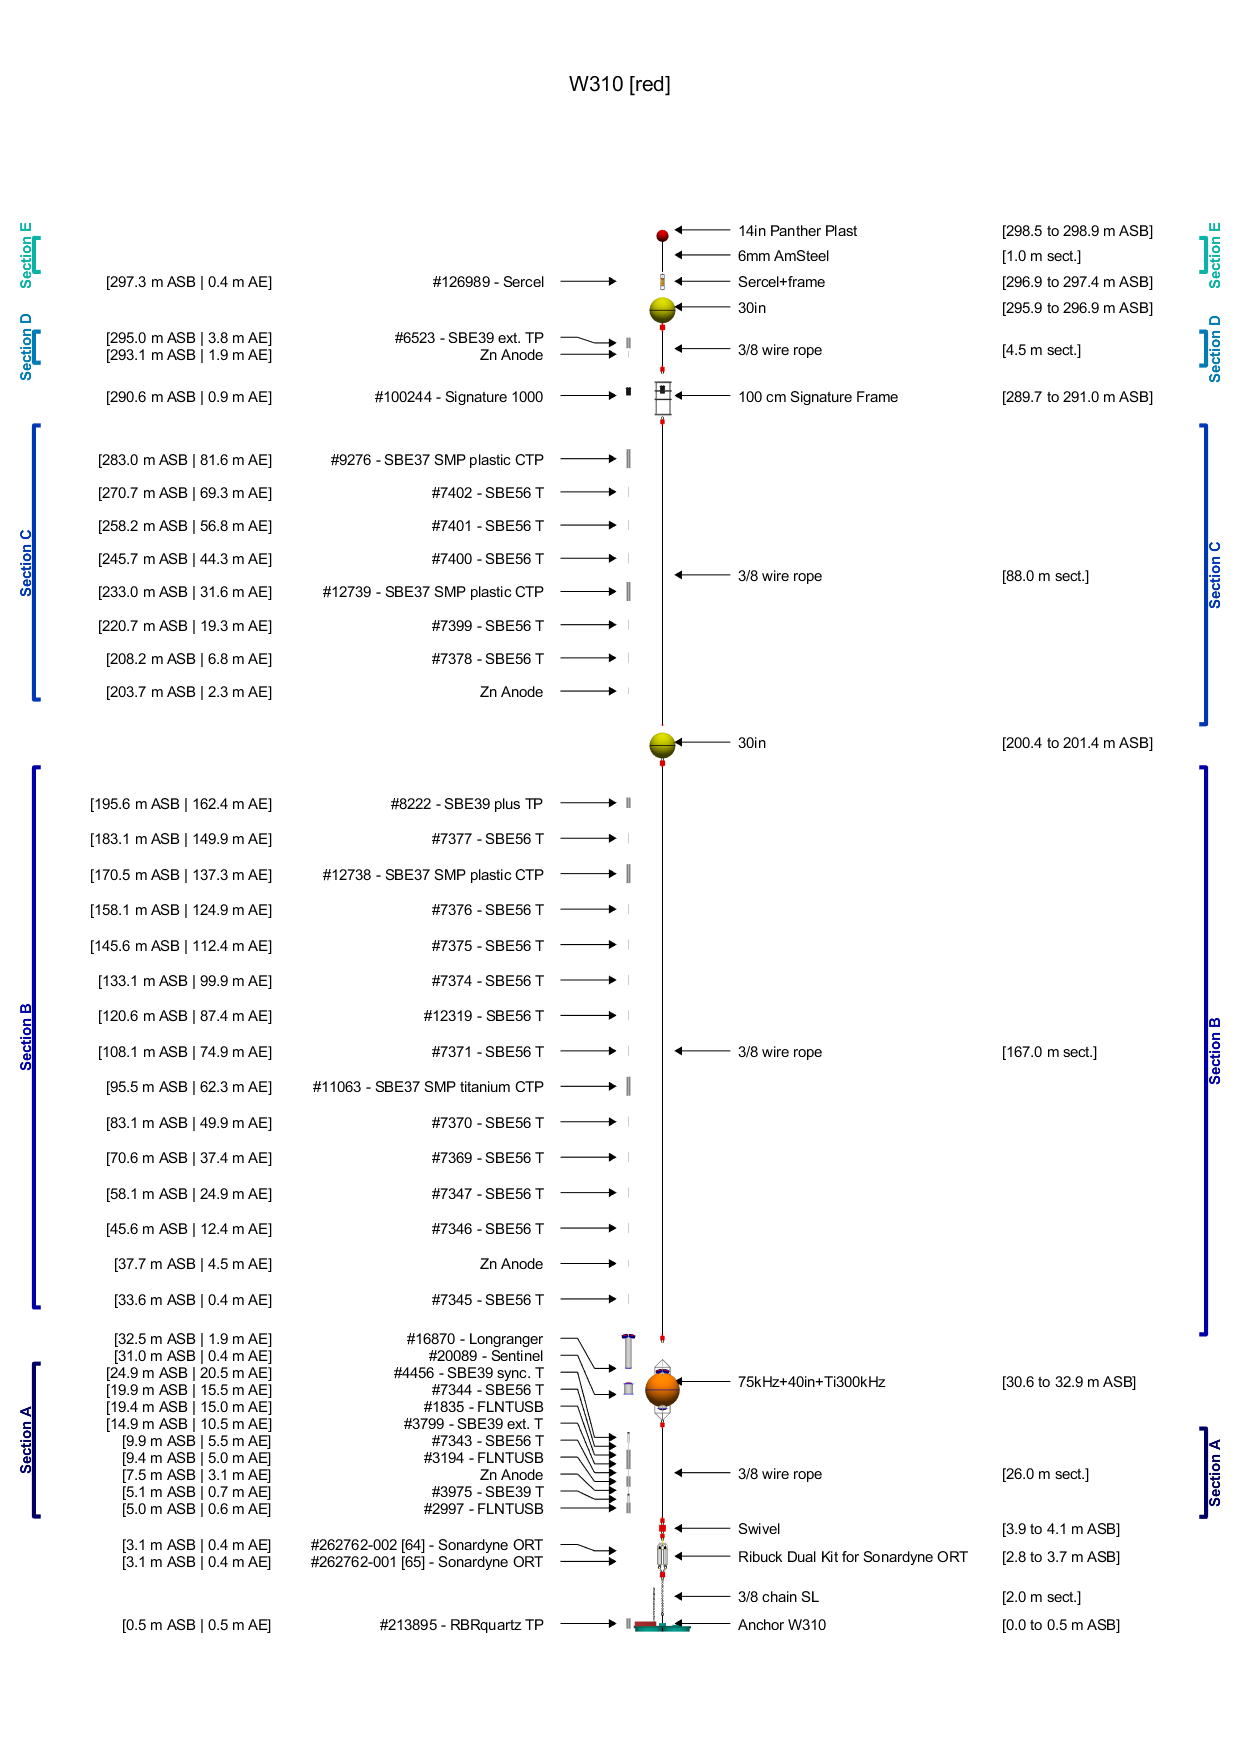 W310 [red]
Section E
14in Panther Plast [298.5 to 298.9 m ASB]
6mm AmSteel [1.0 m sect.]
[297.3 m ASB | 0.4 m AE] #126989 - Sercel Sercel+frame [296.9 to 297.4 m ASB]
30in [295.9 to 296.9 m ASB]
Section E
Section D
[295.0 m ASB | 3.8 m AE] #6523 - SBE39 ext. TP
[293.1 m ASB | 1.9 m AE] Zn Anode 3/8 wire rope [4.5 m sect.]
Section D
[290.6 m ASB | 0.9 m AE] #100244 - Signature 1000 100 cm Signature Frame [289.7 to 291.0 m ASB]
Section C
[283.0 m ASB | 81.6 m AE] #9276 - SBE37 SMP plastic CTP
[270.7 m ASB | 69.3 m AE] #7402 - SBE56 T
[258.2 m ASB | 56.8 m AE] #7401 - SBE56 T
[245.7 m ASB | 44.3 m AE] #7400 - SBE56 T
3/8 wire rope [88.0 m sect.]
[233.0 m ASB | 31.6 m AE] #12739 - SBE37 SMP plastic CTP
[220.7 m ASB | 19.3 m AE] #7399 - SBE56 T
[208.2 m ASB | 6.8 m AE] #7378 - SBE56 T
[203.7 m ASB | 2.3 m AE] Zn Anode
Section C
30in [200.4 to 201.4 m ASB]
Section B
[195.6 m ASB | 162.4 m AE] #8222 - SBE39 plus TP
[183.1 m ASB | 149.9 m AE] #7377 - SBE56 T
[170.5 m ASB | 137.3 m AE] #12738 - SBE37 SMP plastic CTP
[158.1 m ASB | 124.9 m AE] #7376 - SBE56 T
[145.6 m ASB | 112.4 m AE] #7375 - SBE56 T
[133.1 m ASB | 99.9 m AE] #7374 - SBE56 T
[120.6 m ASB | 87.4 m AE] #12319 - SBE56 T
[108.1 m ASB | 74.9 m AE] #7371 - SBE56 T 3/8 wire rope [167.0 m sect.]
[95.5 m ASB | 62.3 m AE] #11063 - SBE37 SMP titanium CTP
[83.1 m ASB | 49.9 m AE] #7370 - SBE56 T
[70.6 m ASB | 37.4 m AE] #7369 - SBE56 T
[58.1 m ASB | 24.9 m AE] #7347 - SBE56 T
[45.6 m ASB | 12.4 m AE] #7346 - SBE56 T
[37.7 m ASB | 4.5 m AE] Zn Anode
[33.6 m ASB | 0.4 m AE] #7345 - SBE56 T
Section B
[32.5 m ASB | 1.9 m AE] #16870 - Longranger
[31.0 m ASB | 0.4 m AE] #20089 - Sentinel
[24.9 m ASB | 20.5 m AE] #4456 - SBE39 sync. T
75kHz+40in+Ti300kHz [30.6 to 32.9 m ASB]
Section A
[19.9 m ASB | 15.5 m AE] #7344 - SBE56 T
[19.4 m ASB | 15.0 m AE] #1835 - FLNTUSB
[14.9 m ASB | 10.5 m AE] #3799 - SBE39 ext. T
[9.9 m ASB | 5.5 m AE] #7343 - SBE56 T
[9.4 m ASB | 5.0 m AE] #3194 - FLNTUSB
[7.5 m ASB | 3.1 m AE] Zn Anode 3/8 wire rope [26.0 m sect.]
[5.1 m ASB | 0.7 m AE] #3975 - SBE39 T
[5.0 m ASB | 0.6 m AE] #2997 - FLNTUSB
Section A
Swivel [3.9 to 4.1 m ASB]
[3.1 m ASB | 0.4 m AE] #262762-002 [64] - Sonardyne ORT
[3.1 m ASB | 0.4 m AE] #262762-001 [65] - Sonardyne ORT Ribuck Dual Kit for Sonardyne ORT [2.8 to 3.7 m ASB]
3/8 chain SL [2.0 m sect.]
[0.5 m ASB | 0.5 m AE] #213895 - RBRquartz TP Anchor W310 [0.0 to 0.5 m ASB]